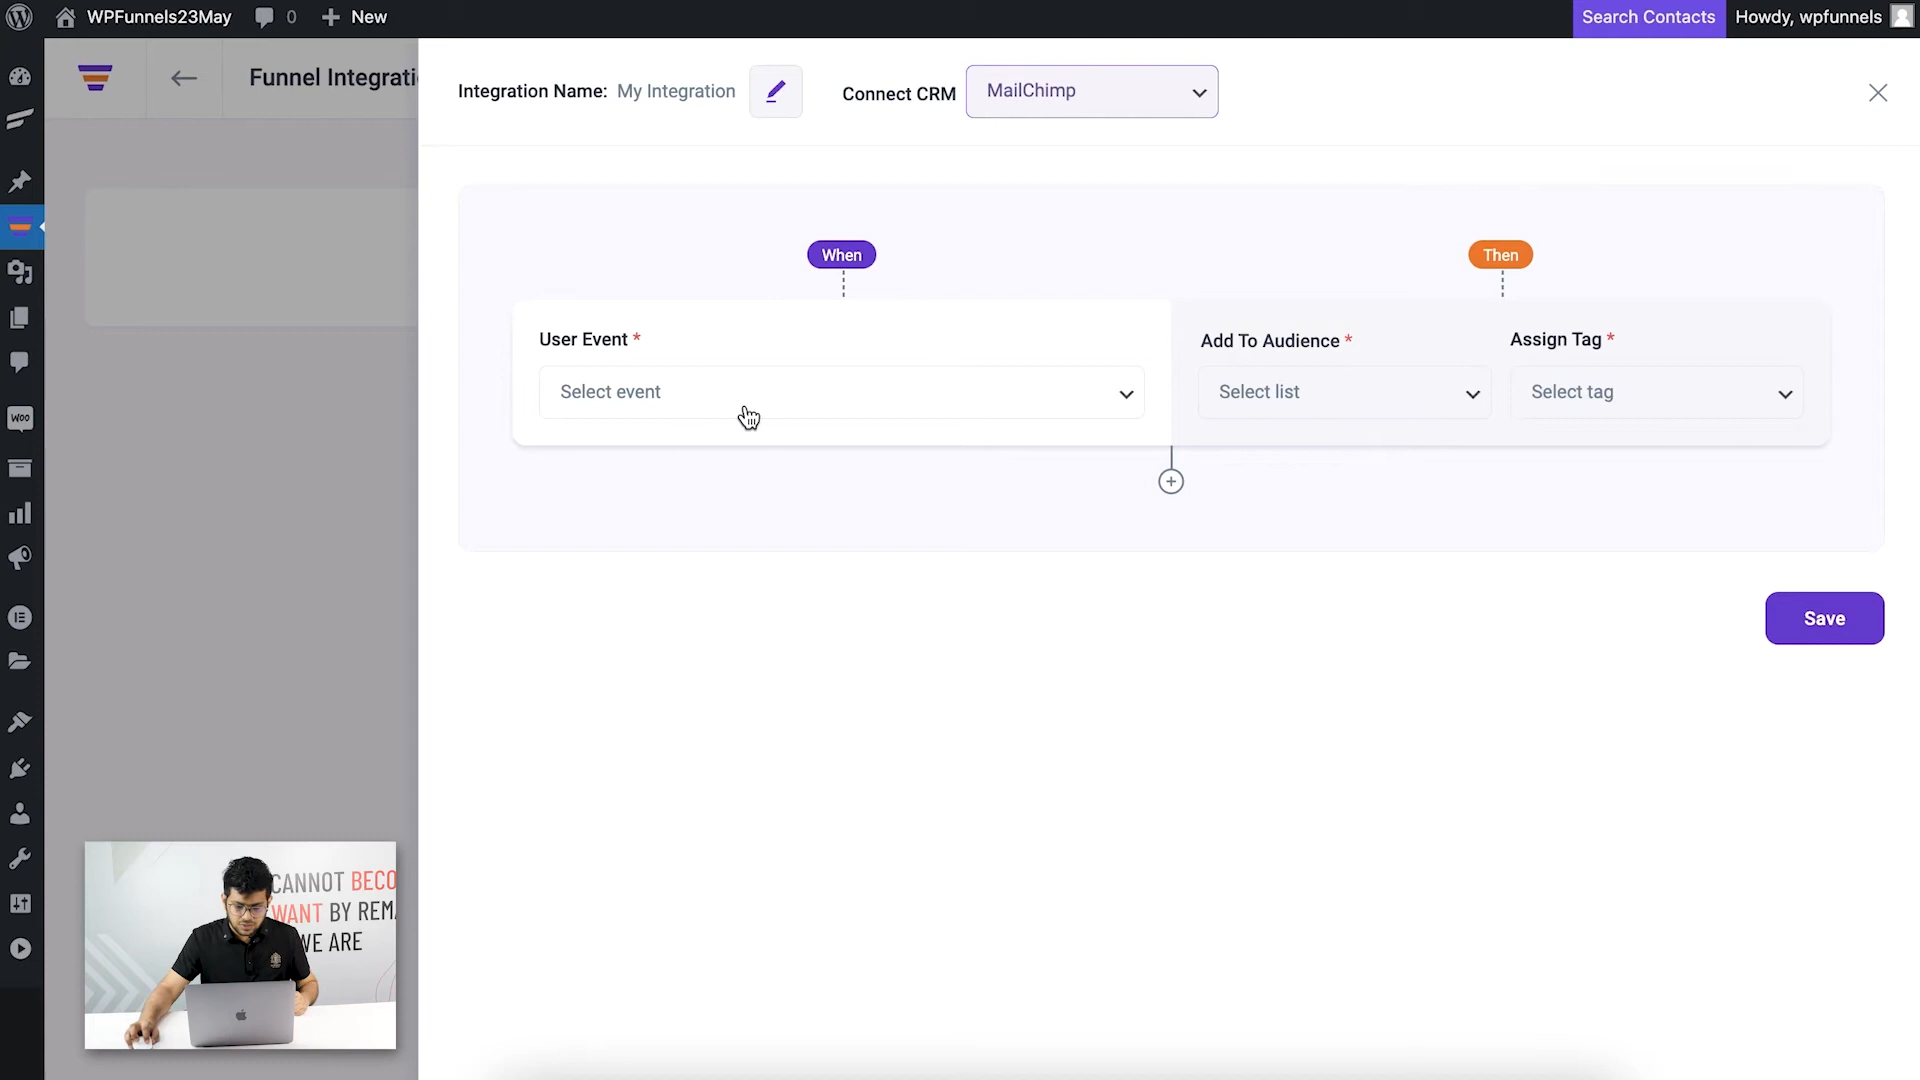 WPFunnels23May
0
New
Search Contacts
Howdy, wpfunnels
Funnel Integrati
Integration Name: My Integration
Connect CRM
MailChimp
When
Then
User Event *
Add To Audience *
Assign Tag *
Select event
Select list
Select tag
Save
WOO
CANNOT BECO
WANT BY REM
WE ARE